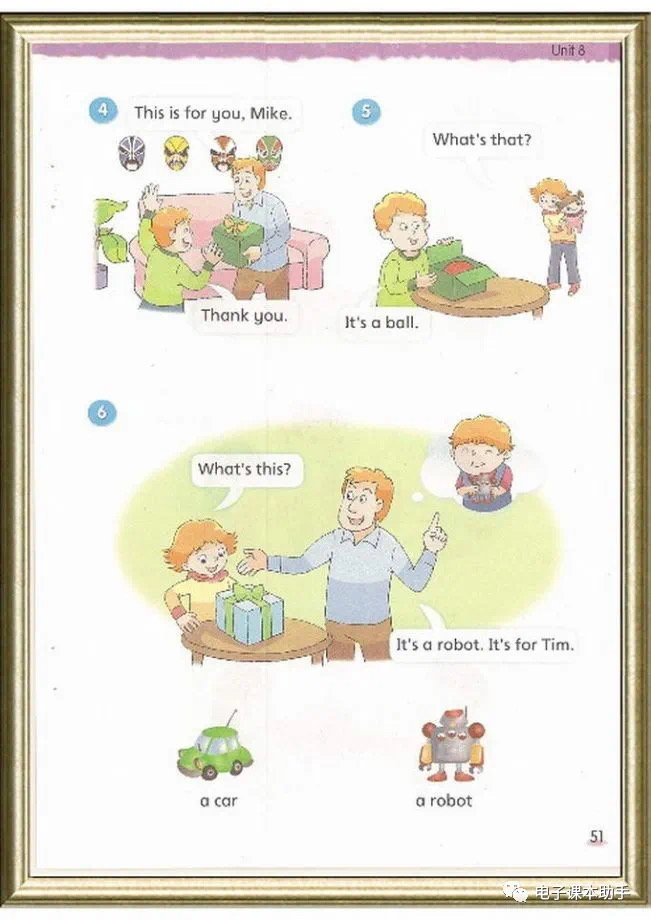 Unit 8
4
This is for you, Mike.
Thank you.
5
What's that?
It's a ball.
6
What's this?
It's a robot. It's for Tim.
a car
a robot
51
电子课本助手